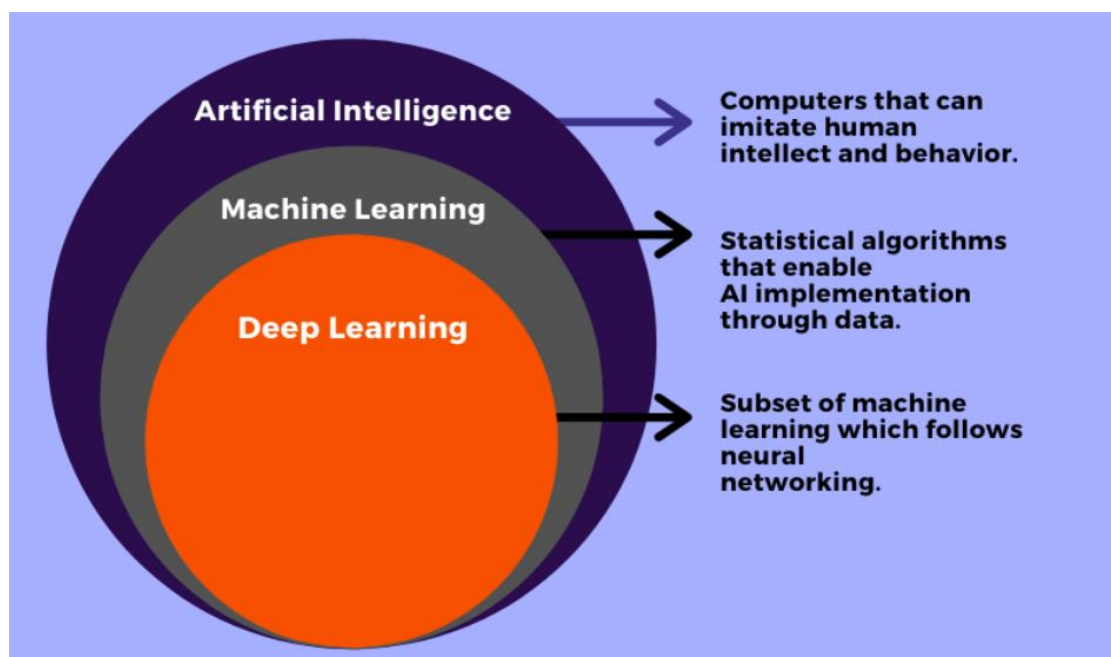 Artificial Intelligence
Computers that can
imitate human
intellect and behavior.
Machine Learning
Statistical algorithms
that enable
AI implementation
through data.
Deep Learning
Subset of machine
learning which follows
neural
networking.